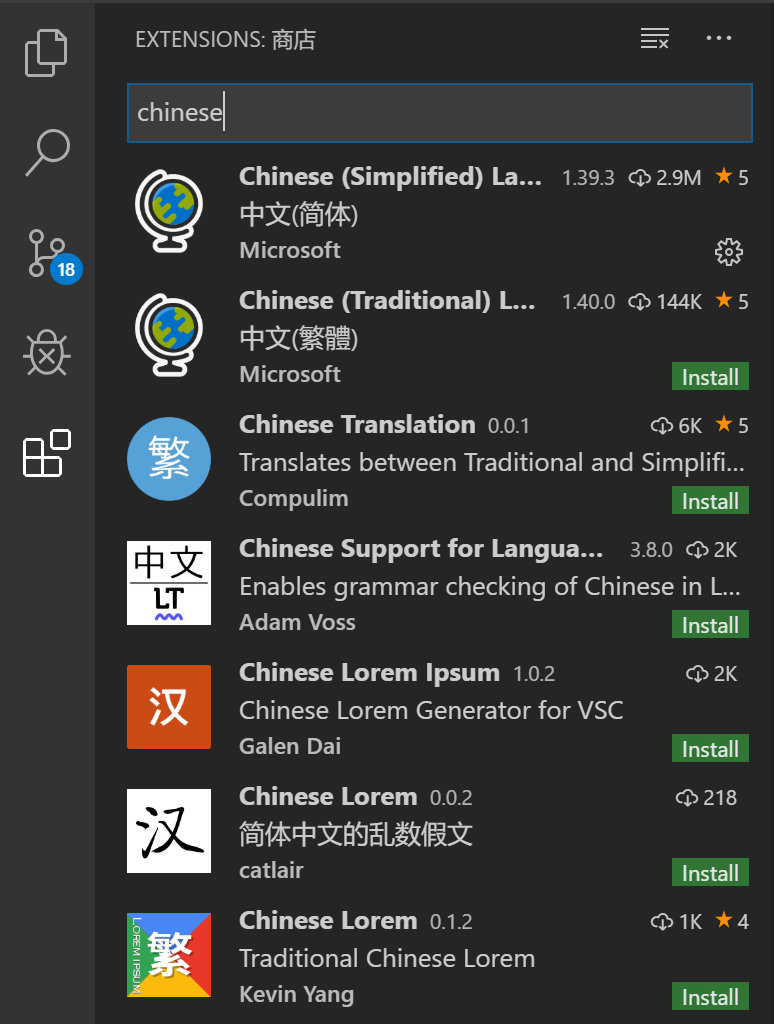 EXTENSIONS: 商店
chinese
18
Chinese (Simplified) La... 1.39.3 2.9M 5
中文(简体)
Microsoft
Chinese (Traditional) L... 1.40.0 144K 5
中文(繁體)
Microsoft
Install
繁
Chinese Translation 0.0.1 6K 5
Translates between Traditional and Simplifi...
Compulim
Install
中文
LT
Chinese Support for Langua... 3.8.0 2K
Enables grammar checking of Chinese in L...
Adam Voss
Install
汉
Chinese Lorem Ipsum 1.0.2 2K
Chinese Lorem Generator for VSC
Galen Dai
Install
汉
Chinese Lorem 0.0.2 218
简体中文的乱数假文
catlair
Install
LOREM IPSUM
繁
Chinese Lorem 0.1.2 1K 4
Traditional Chinese Lorem
Kevin Yang
Install